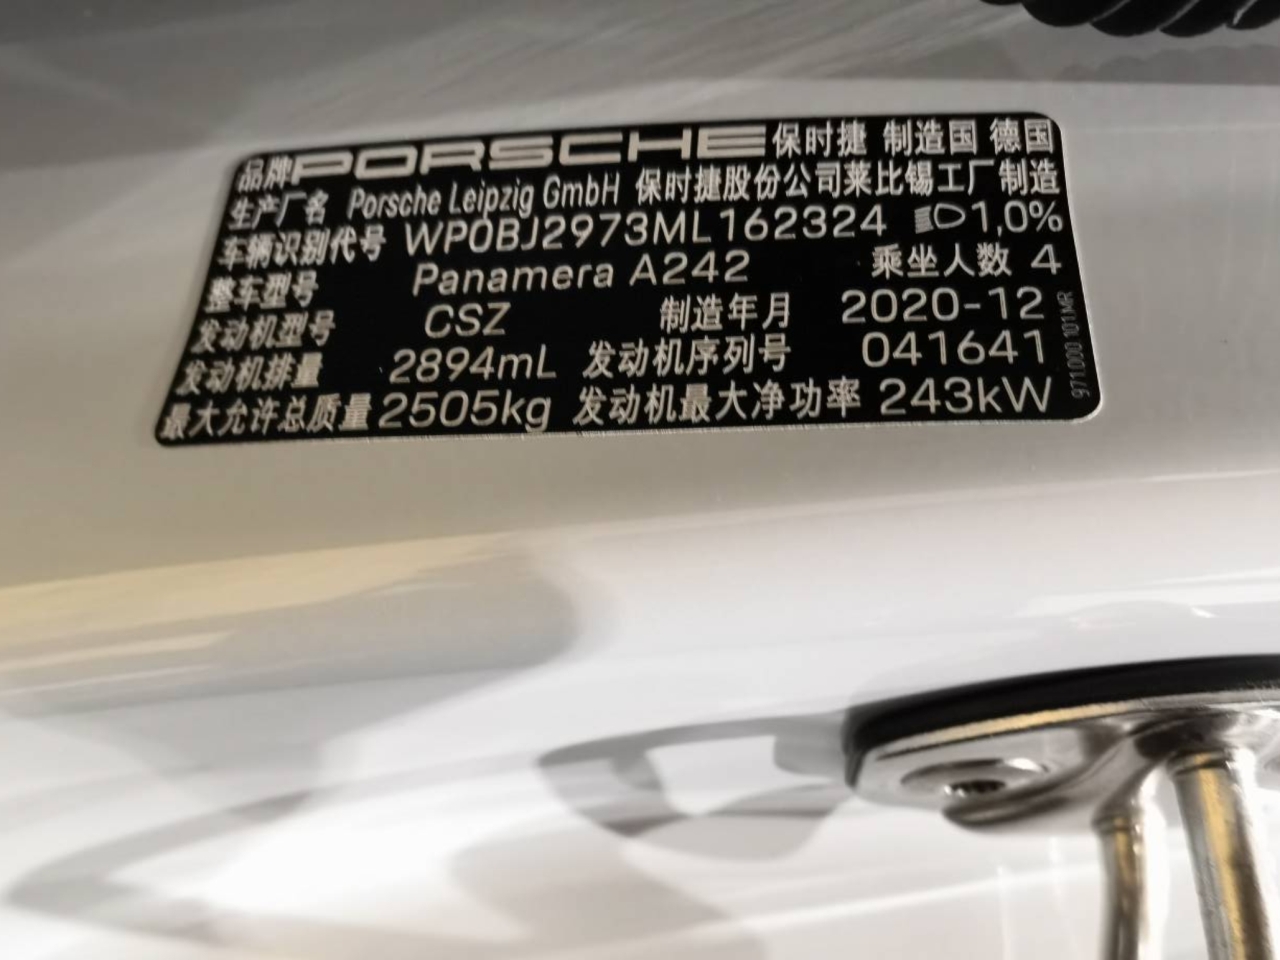 品牌PORSCHE保时捷 制造国 德国
生产厂名 Porsche Leipzig GmbH 保时捷股份公司莱比锡工厂制造
车辆识别代号 WP0BJ2973ML162324 1,0%
整车型号 Panamera A242 乘坐人数 4
发动机型号 CSZ 制造年月 2020-12
发动机排量 2894mL 发动机序列号 041641
最大允许总质量 2505kg 发动机最大净功率 243kW
971.000.101.MR